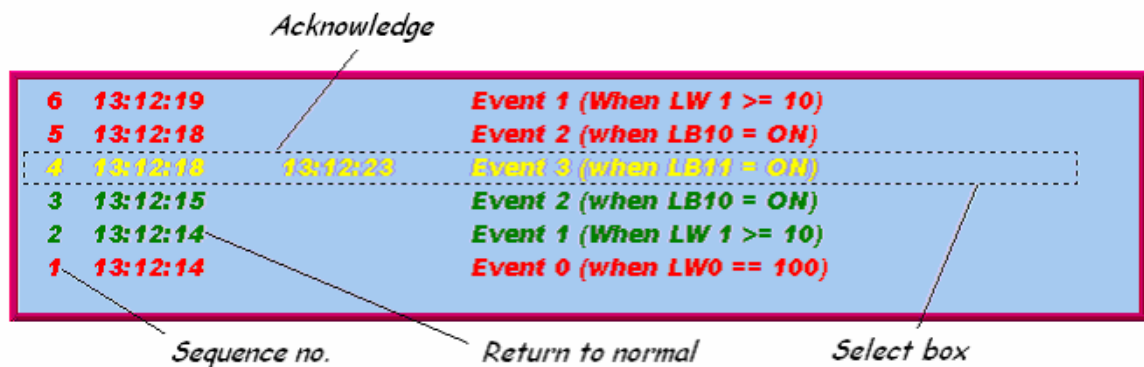 Acknowledge
6 13:12:19 Event 1 (When LW 1 >= 10)
5 13:12:18 Event 2 (when LB10 = ON)
4 13:12:18 13:12:23 Event 3 (when LB11 = ON)
3 13:12:15 Event 2 (when LB10 = ON)
2 13:12:14 Event 1 (When LW 1 >= 10)
1 13:12:14 Event 0 (when LW0 == 100)
Sequence no. Return to normal Select box